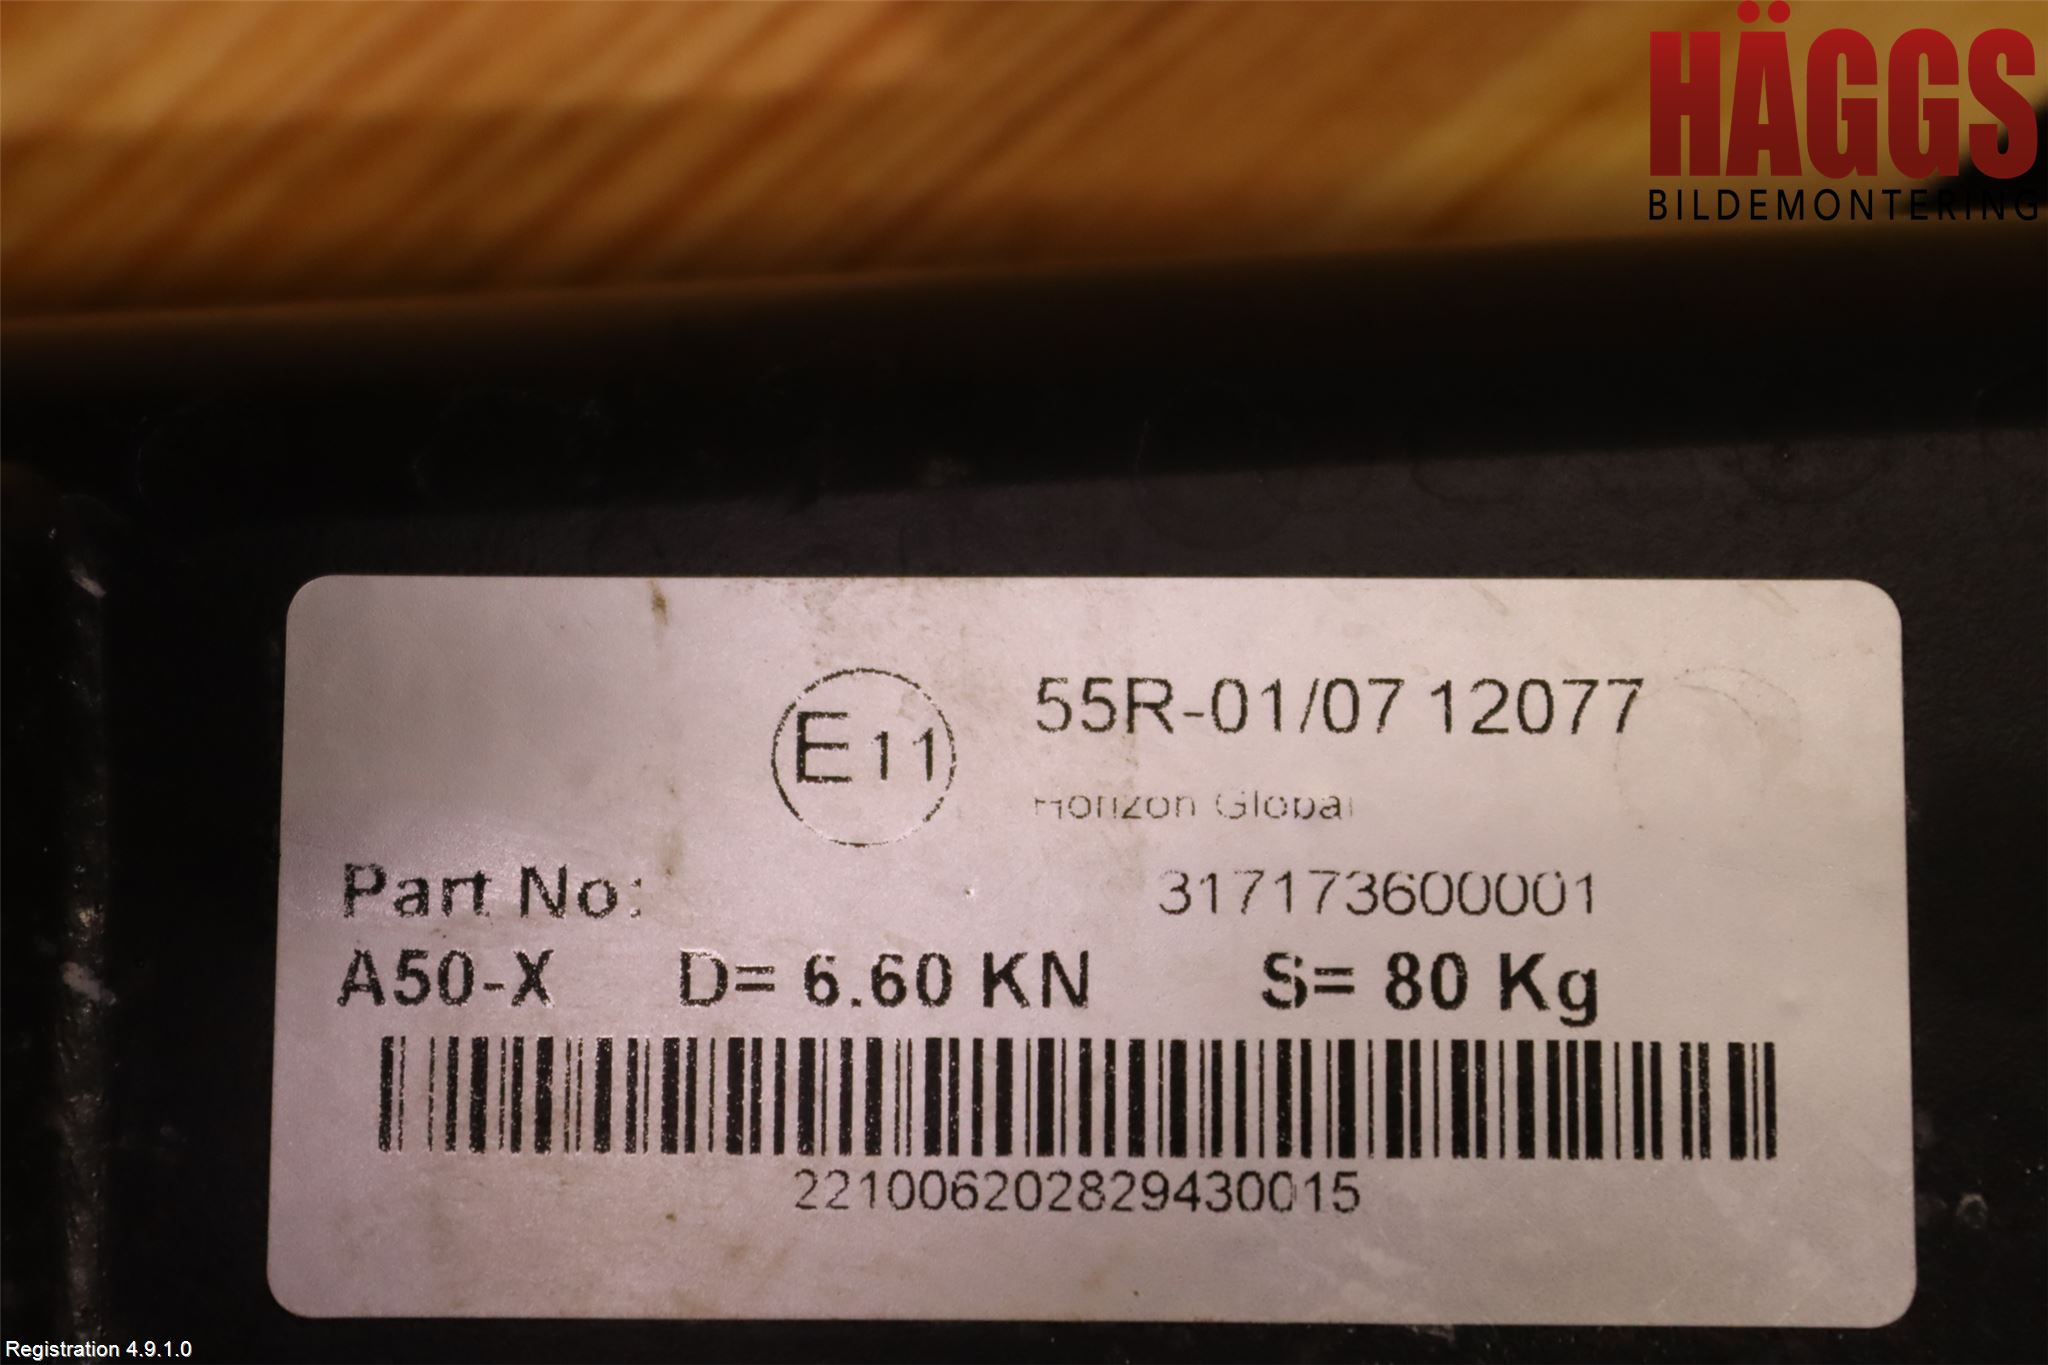 HÄGGS
BILDEMONTERING
E11
55R-01/07 12077
Horizon Global
Part No: 317173600001
A50-X D= 6.60 KN S= 80 Kg
221006202829430015
Registration 4.9.1.0